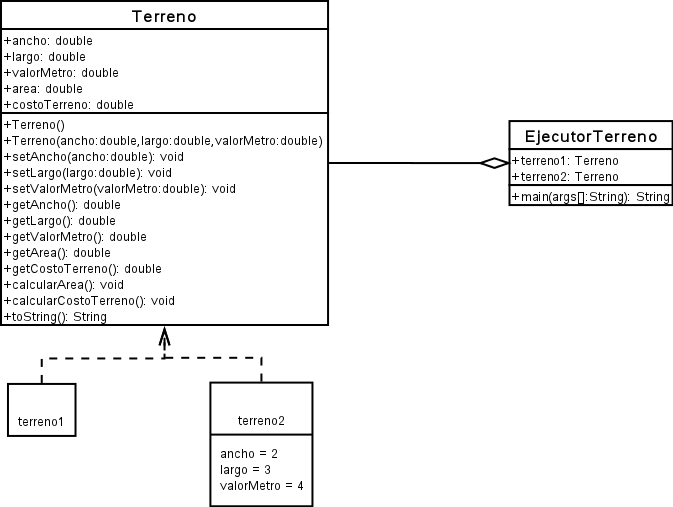 Terreno
+ancho: double
+largo: double
+valorMetro: double
+area: double
+costoTerreno: double
+Terreno()
+Terreno(ancho:double,largo:double,valorMetro:double)
+setAncho(ancho:double): void
+setLargo(largo:double): void
+setValorMetro(valorMetro:double): void
+getAncho(): double
+getLargo(): double
+getValorMetro(): double
+getArea(): double
+getCostoTerreno(): double
+calcularArea(): void
+calcularCostoTerreno(): void
+toString(): String
EjecutorTerreno
+terreno1: Terreno
+terreno2: Terreno
+main(args[]:String): String
terreno1
terreno2
ancho = 2
largo = 3
valorMetro = 4